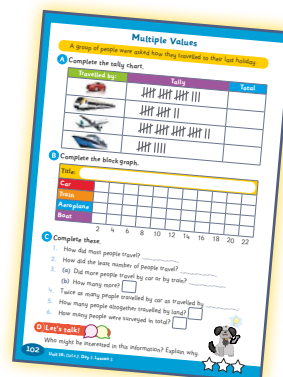 Multiple Values
A group of people were asked how they travelled to their last holiday.
A Complete the tally chart.
Travelled by: Tally Total
B Complete the block graph.
Title:
Car
Train
Aeroplane
Boat
2 4 6 8 10 12 14 16 18 20 22
C Complete these.
1. How did most people travel?
2. How did the least number of people travel?
3. (a) Did more people travel by car or by train?
(b) How many more?
4. Twice as many people travelled by car as travelled by
5. How many people altogether travelled by land?
6. How many people were surveyed in total?
D Let's talk!
Who might be interested in this information? Explain why.
102